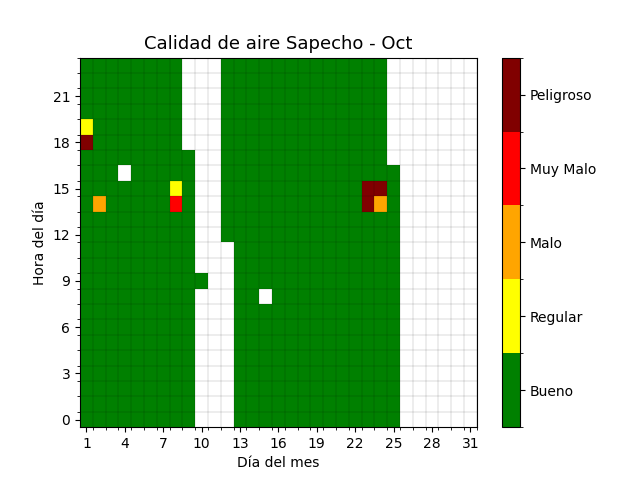 Calidad de aire Sapecho - Oct
21
18
15
12
9
6
3
0
Hora del día
1 4 7 10 13 16 19 22 25 28 31
Día del mes
Peligroso
Muy Malo
Malo
Regular
Bueno